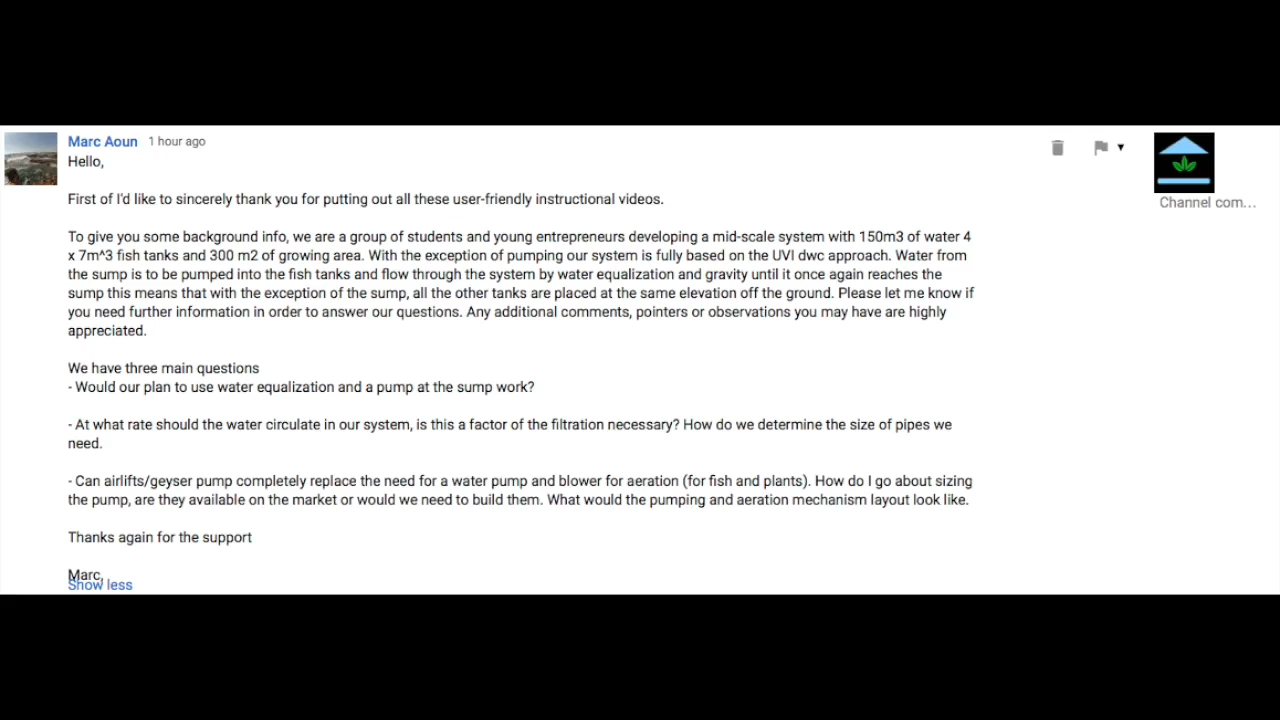 Marc Aoun 1 hour ago
Hello,
First of I'd like to sincerely thank you for putting out all these user-friendly instructional videos.
To give you some background info, we are a group of students and young entrepreneurs developing a mid-scale system with 150m3 of water 4
x 7m^3 fish tanks and 300 m2 of growing area. With the exception of pumping our system is fully based on the UVI dwc approach. Water from
the sump is to be pumped into the fish tanks and flow through the system by water equalization and gravity until it once again reaches the
sump this means that with the exception of the sump, all the other tanks are placed at the same elevation off the ground. Please let me know if
you need further information in order to answer our questions. Any additional comments, pointers or observations you may have are highly
appreciated.
We have three main questions
- Would our plan to use water equalization and a pump at the sump work?
- At what rate should the water circulate in our system, is this a factor of the filtration necessary? How do we determine the size of pipes we
need.
- Can airlifts/geyser pump completely replace the need for a water pump and blower for aeration (for fish and plants). How do I go about sizing
the pump, are they available on the market or would we need to build them. What would the pumping and aeration mechanism layout look like.
Thanks again for the support
Marc,
Show less
Channel com...